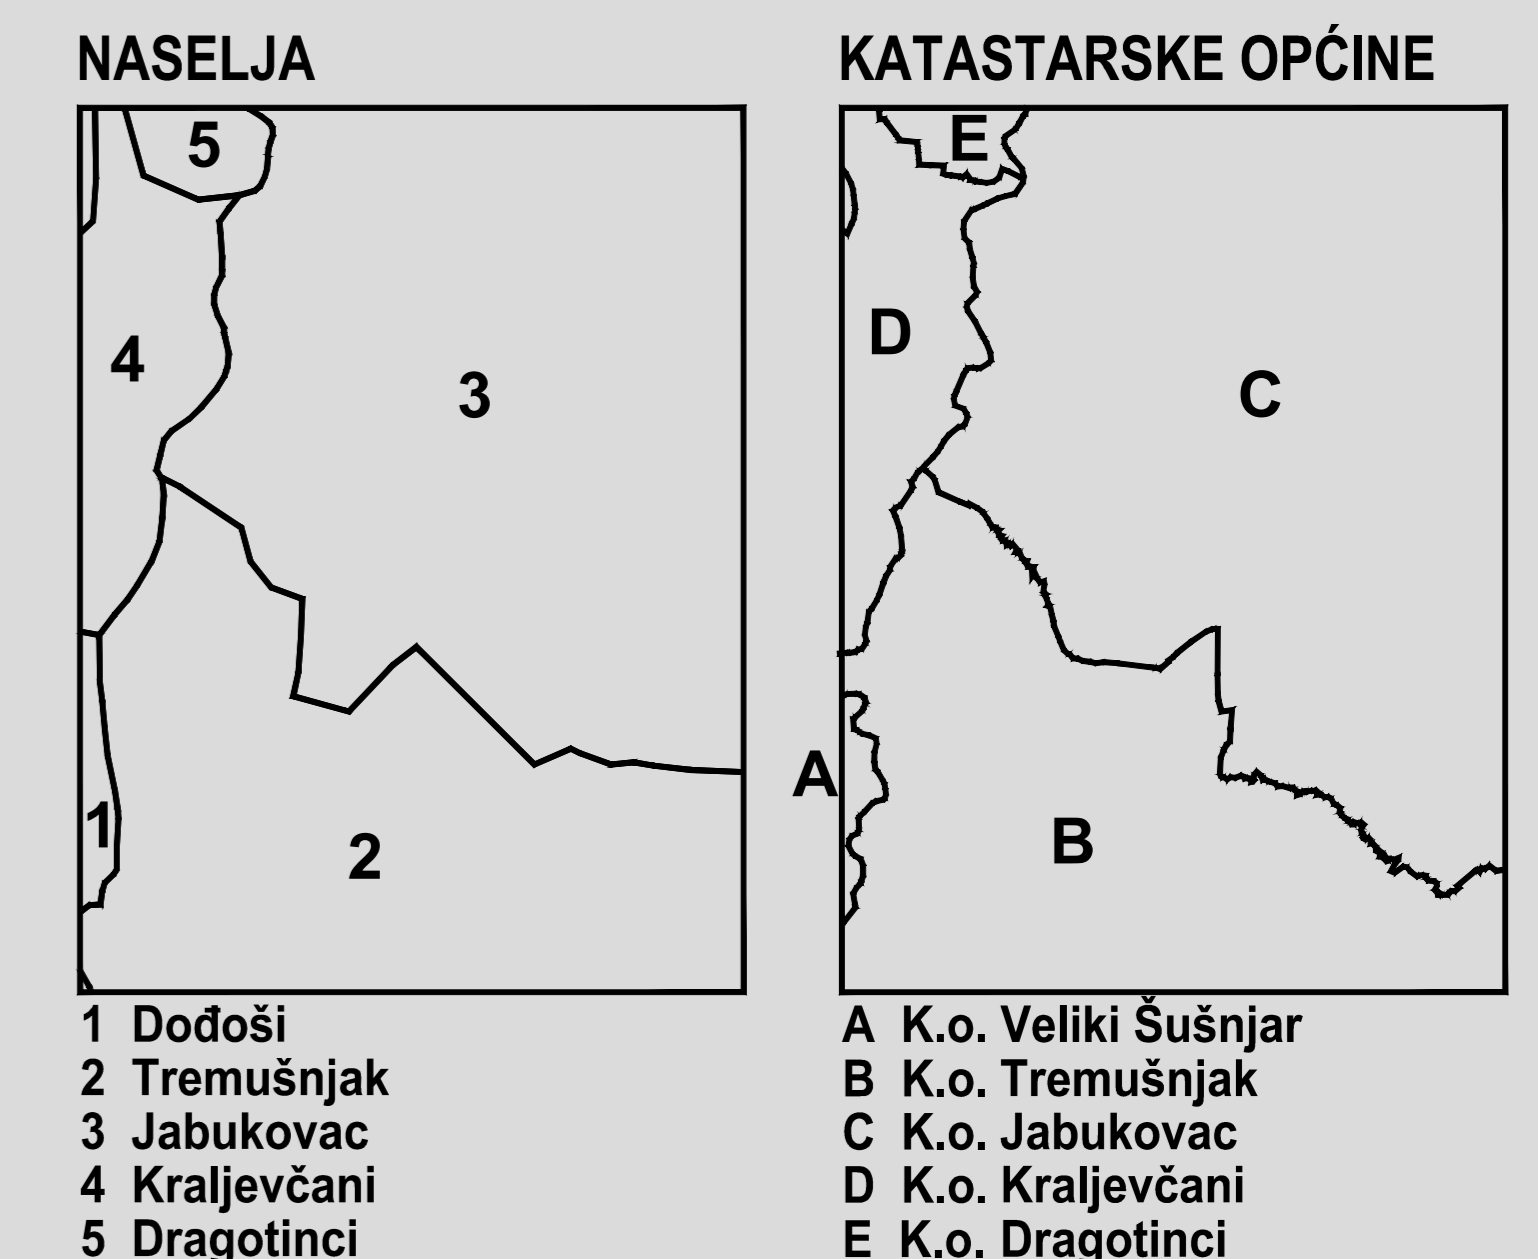 NASELJA
5
4
3
1
2
1 Dođoši
2 Tremušnjak
3 Jabukovac
4 Kraljevčani
5 Dragotinci
KATASTARSKE OPĆINE
E
D
C
A
B
A K.o. Veliki Šušnjar
B K.o. Tremušnjak
C K.o. Jabukovac
D K.o. Kraljevčani
E K.o. Dragotinci